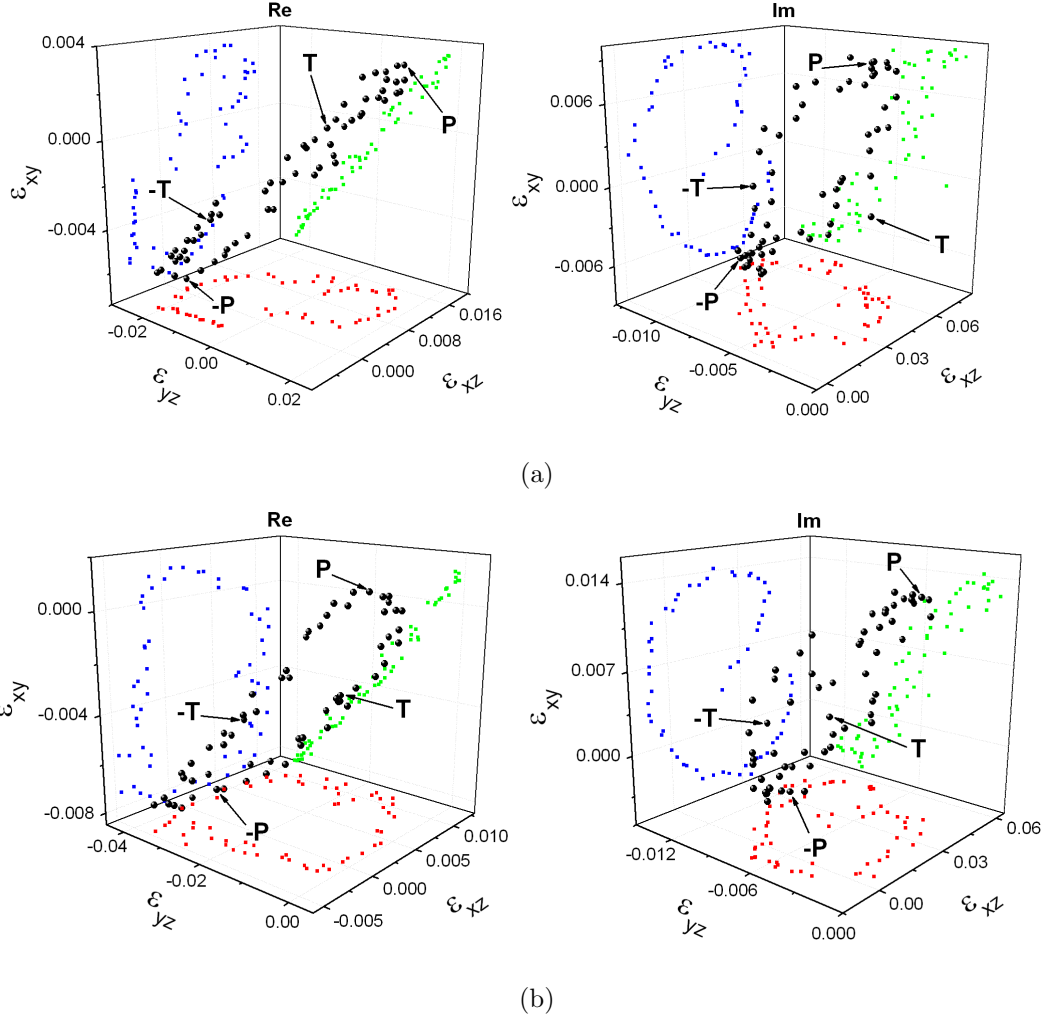 Re
0.004
0.000
-0.004
εxy
T
P
-T
-P
-0.02
0.00
0.02
εyz
0.000
0.008
0.016
εxz
Im
0.006
0.000
-0.006
εxy
P
-T
T
-P
-0.010
-0.005
0.000
εyz
0.00
0.03
0.06
εxz
(a)
Re
0.000
-0.004
-0.008
εxy
P
-T
T
-P
-0.04
-0.02
0.00
εyz
-0.005
0.000
0.005
0.010
εxz
Im
0.014
0.007
0.000
εxy
P
-T
T
-P
-0.012
-0.006
0.000
εyz
0.00
0.03
0.06
εxz
(b)